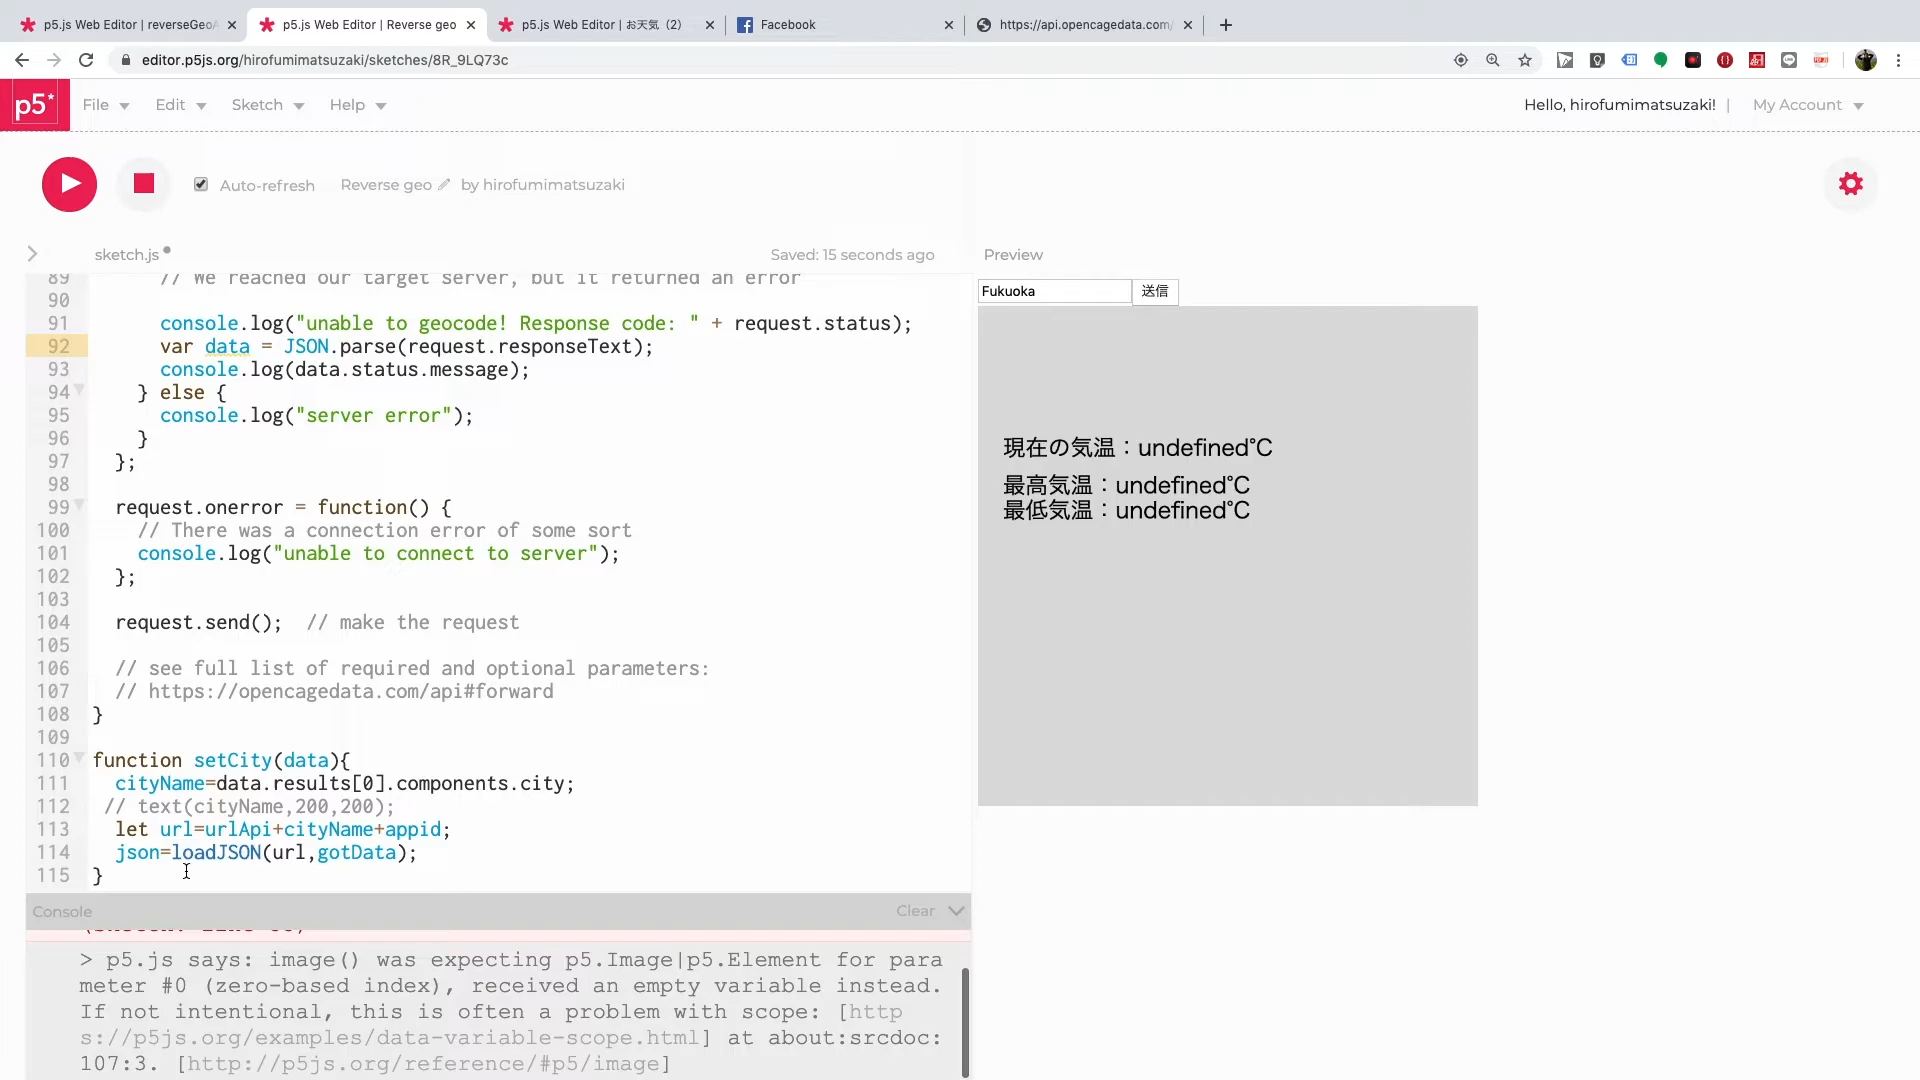 p5.js Web Editor | reverseGeoA
p5.js Web Editor | Reverse geo
p5.js Web Editor | お天気（2）
Facebook
https://api.opencagedata.com/
editor.p5js.org/hirofumimatsuzaki/sketches/8R_9LQ73c
p5*
File
Edit
Sketch
Help
Hello, hirofumimatsuzaki! |
My Account
Auto-refresh
Reverse geo
by hirofumimatsuzaki
sketch.js
Saved: 15 seconds ago
Preview
89 // We reached our target server, but it returned an error
90
91 console.log("unable to geocode! Response code: " + request.status);
92 var data = JSON.parse(request.responseText);
93 console.log(data.status.message);
94 } else {
95 console.log("server error");
96 }
97 };
98
99 request.onerror = function() {
100 // There was a connection error of some sort
101 console.log("unable to connect to server");
102 };
103
104 request.send();  // make the request
105
106 // see full list of required and optional parameters:
107 // https://opencagedata.com/api#forward
108 }
109
110 function setCity(data){
111 cityName=data.results[0].components.city;
112 // text(cityName,200,200);
113 let url=urlApi+cityName+appid;
114 json=loadJSON(url,gotData);
115 }
Fukuoka
送信
現在の気温：undefined℃
最高気温：undefined℃
最低気温：undefined℃
Console
Clear
> p5.js says: image() was expecting p5.Image|p5.Element for para
meter #0 (zero-based index), received an empty variable instead.
If not intentional, this is often a problem with scope: [http
s://p5js.org/examples/data-variable-scope.html] at about:srcdoc:
107:3. [http://p5js.org/reference/#p5/image]